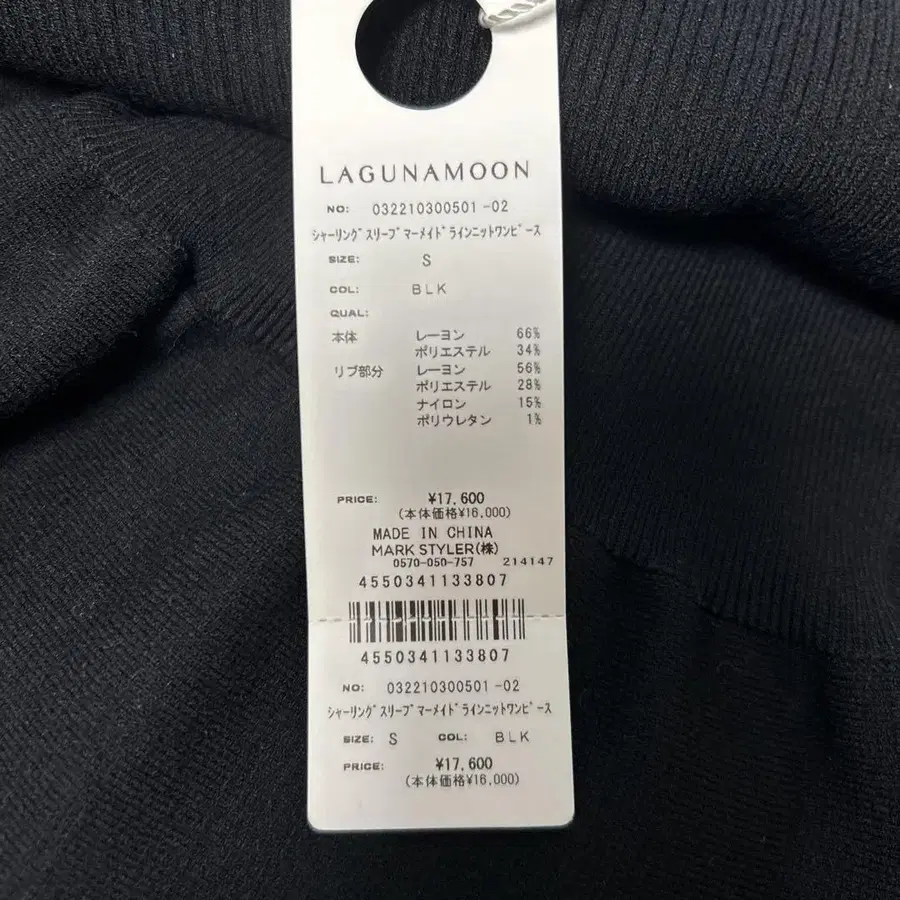 LAGUNAMOON
NO: 032210300501-02
ｼｬｰﾘﾝｸﾞｽﾘｰﾌﾞﾏｰﾒｲﾄﾞﾗｲﾝﾆｯﾄﾜﾝﾋﾟｰｽ
SIZE: S
COL: BLK
QUAL:
本体 レーヨン 66%
ポリエステル 34%
リブ部分 レーヨン 56%
ポリエステル 28%
ナイロン 15%
ポリウレタン 1%
PRICE: ¥17,600
(本体価格¥16,000)
MADE IN CHINA
MARK STYLER(株)
0570-050-757 214147
4550341133807
4550341133807
NO: 032210300501-02
ｼｬｰﾘﾝｸﾞｽﾘｰﾌﾞﾏｰﾒｲﾄﾞﾗｲﾝﾆｯﾄﾜﾝﾋﾟｰｽ
SIZE: S COL: BLK
PRICE: ¥17,600
(本体価格¥16,000)